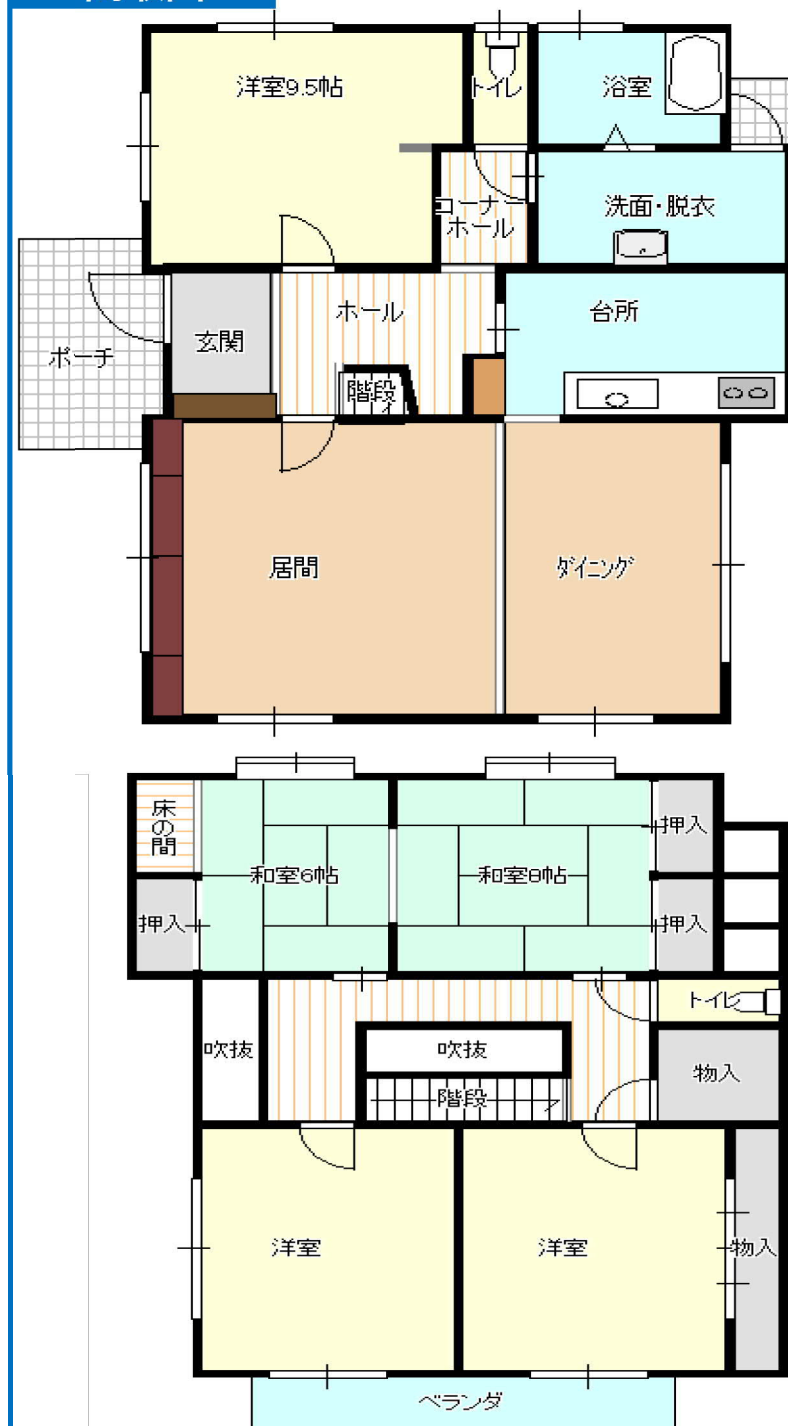 洋室9.5帖
トイレ
浴室
コーナー
ホール
洗面・脱衣
ホール
台所
玄関
ポーチ
階段
居間
ダイニング
床の間
和室6帖
和室8帖
押入
押入
押入
トイレ
吹抜
吹抜
物入
階段
洋室
洋室
物入
ベランダ